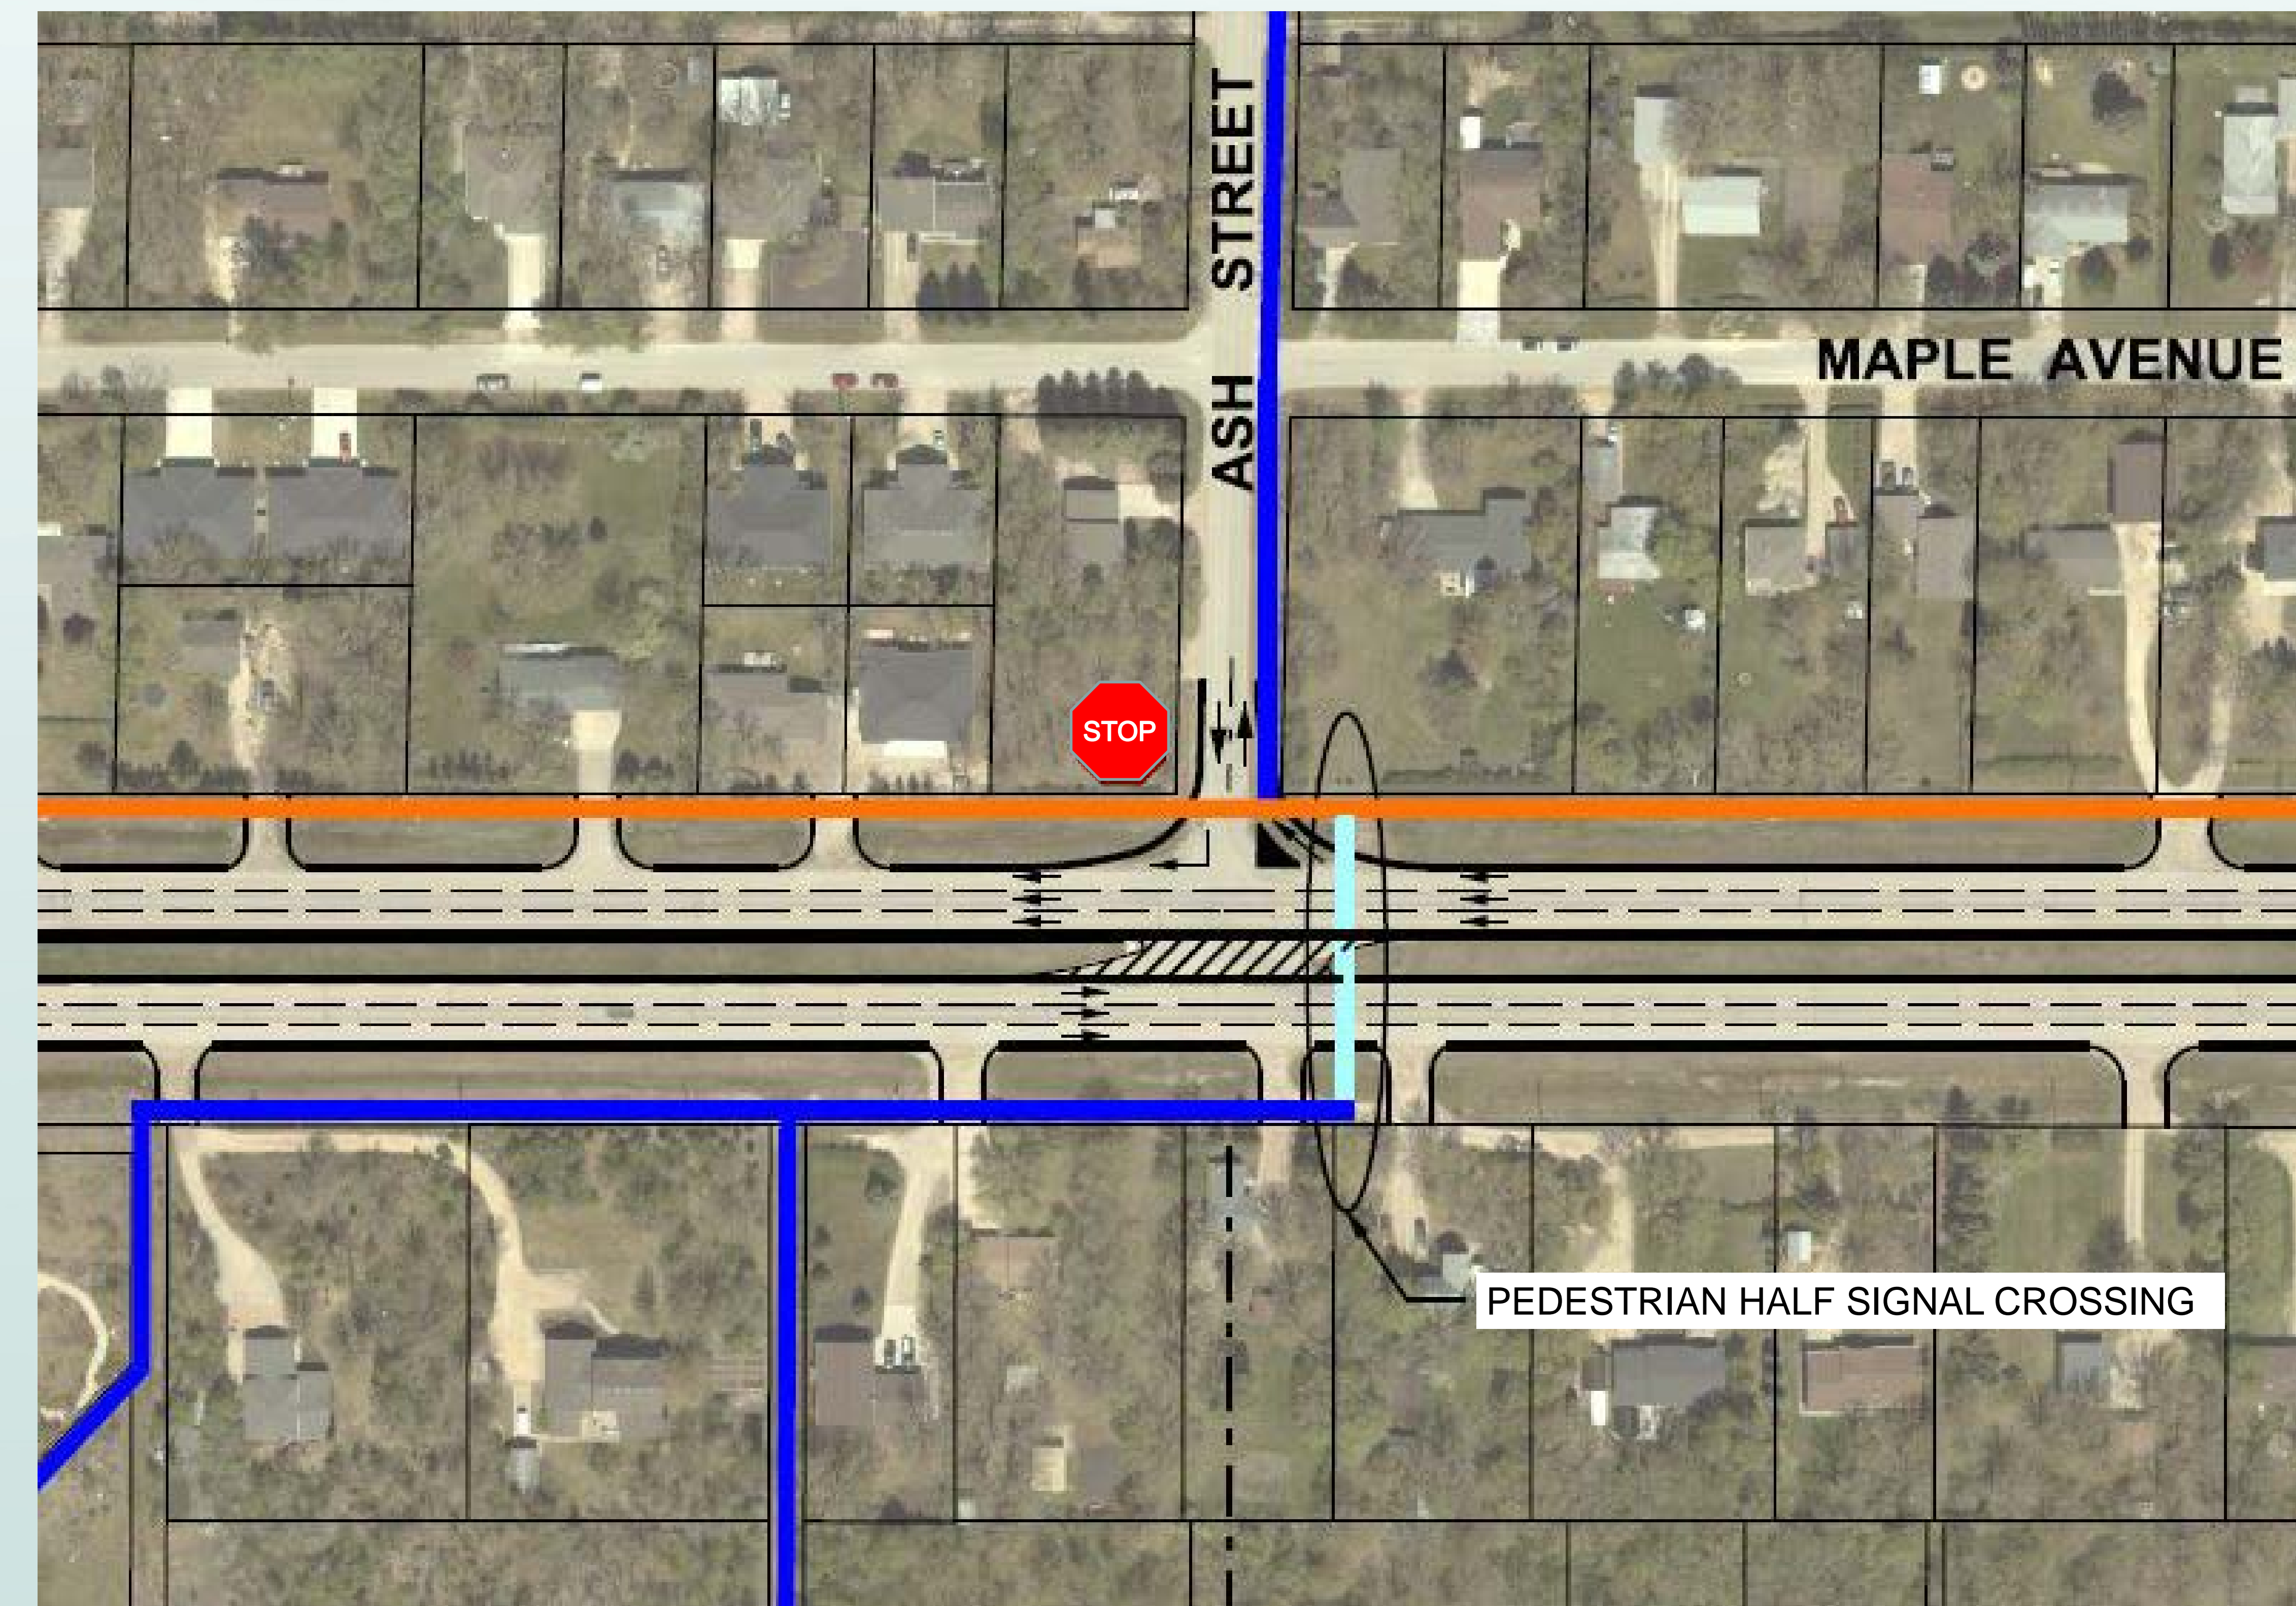 ASH STREET
MAPLE AVENUE
STOP
PEDESTRIAN HALF SIGNAL CROSSING